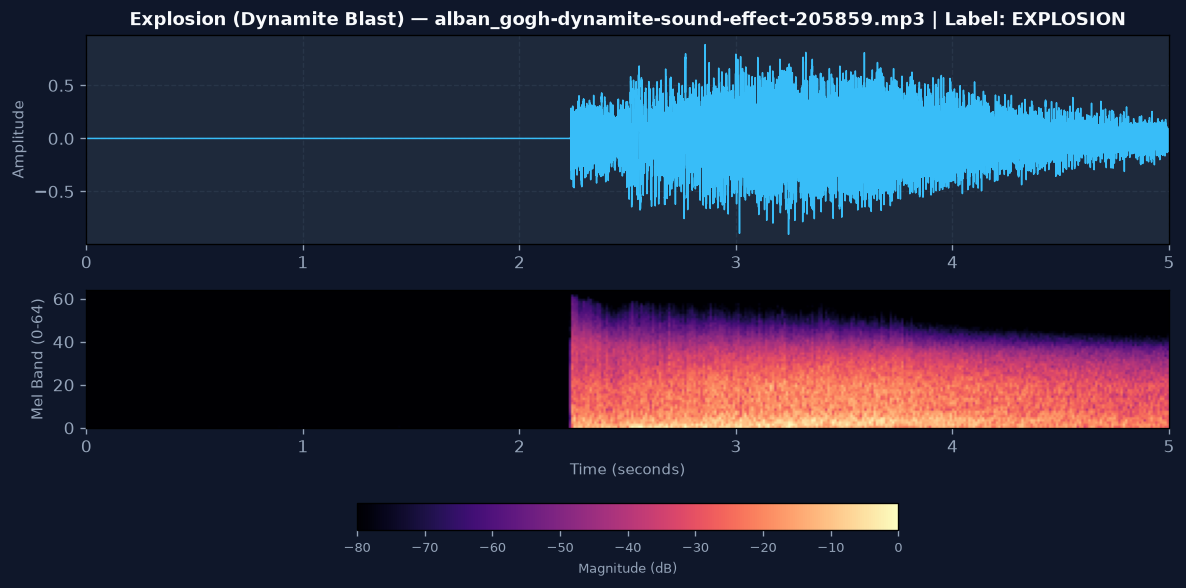 Explosion (Dynamite Blast) — alban_gogh-dynamite-sound-effect-205859.mp3 | Label: EXPLOSION
Amplitude
0.5
0.0
−0.5
0 1 2 3 4 5
Mel Band (0-64)
60
40
20
0
0 1 2 3 4 5
Time (seconds)
−80 −70 −60 −50 −40 −30 −20 −10 0
Magnitude (dB)